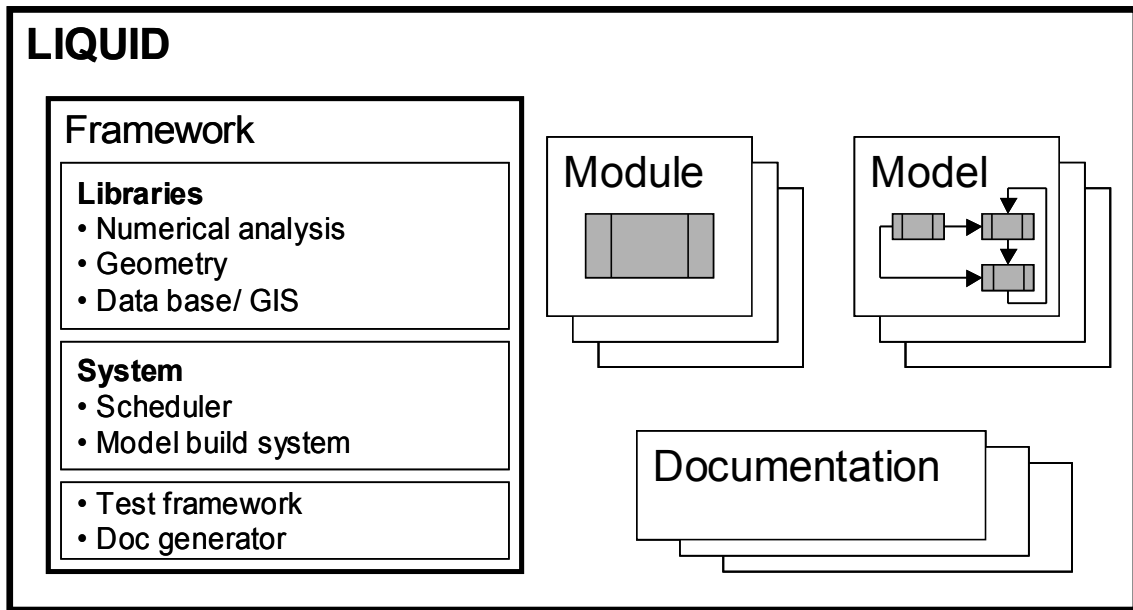 LIQUID
Framework
Libraries
• Numerical analysis
• Geometry
• Data base/ GIS
System
• Scheduler
• Model build system
• Test framework
• Doc generator
Module
Model
Documentation